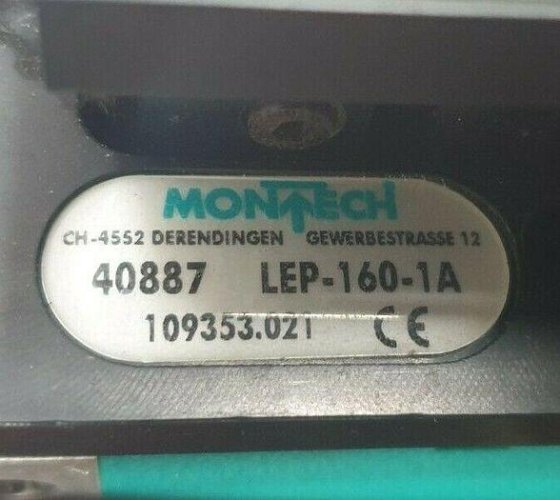 MONTECH
CH-4552 DERENDINGEN GEWERBESTRASSE 12
40887 LEP-160-1A
109353.021 CE